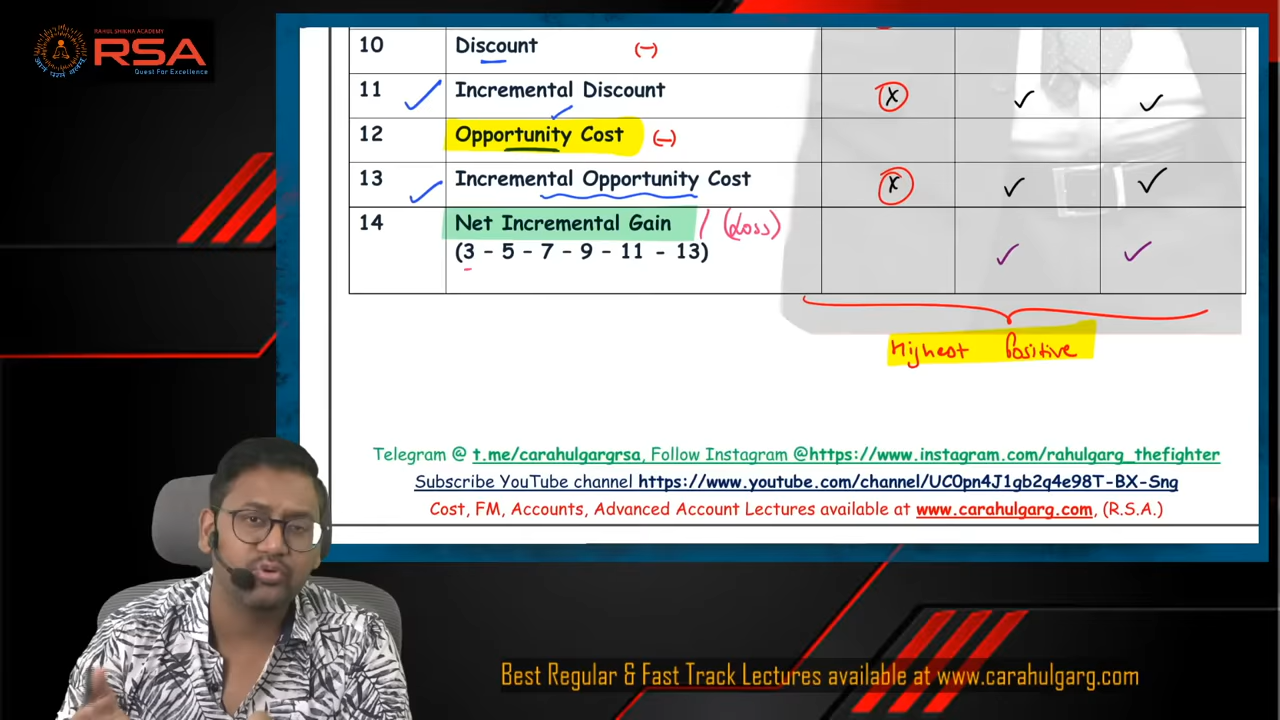 RAHUL SHIKHA ACADEMY
RSA
Quest For Excellence
10 Discount (−)
11 Incremental Discount x ✓ ✓
12 Opportunity Cost (−)
13 Incremental Opportunity Cost x ✓ ✓
14 Net Incremental Gain / (Loss)
(3 – 5 – 7 – 9 – 11 - 13) ✓ ✓
Highest Positive
Telegram @ t.me/carahulgargrsa, Follow Instagram @https://www.instagram.com/rahulgarg_thefighter
Subscribe YouTube channel https://www.youtube.com/channel/UC0pn4J1gb2q4e98T-BX-Sng
Cost, FM, Accounts, Advanced Account Lectures available at www.carahulgarg.com, (R.S.A.)
Best Regular & Fast Track Lectures available at www.carahulgarg.com